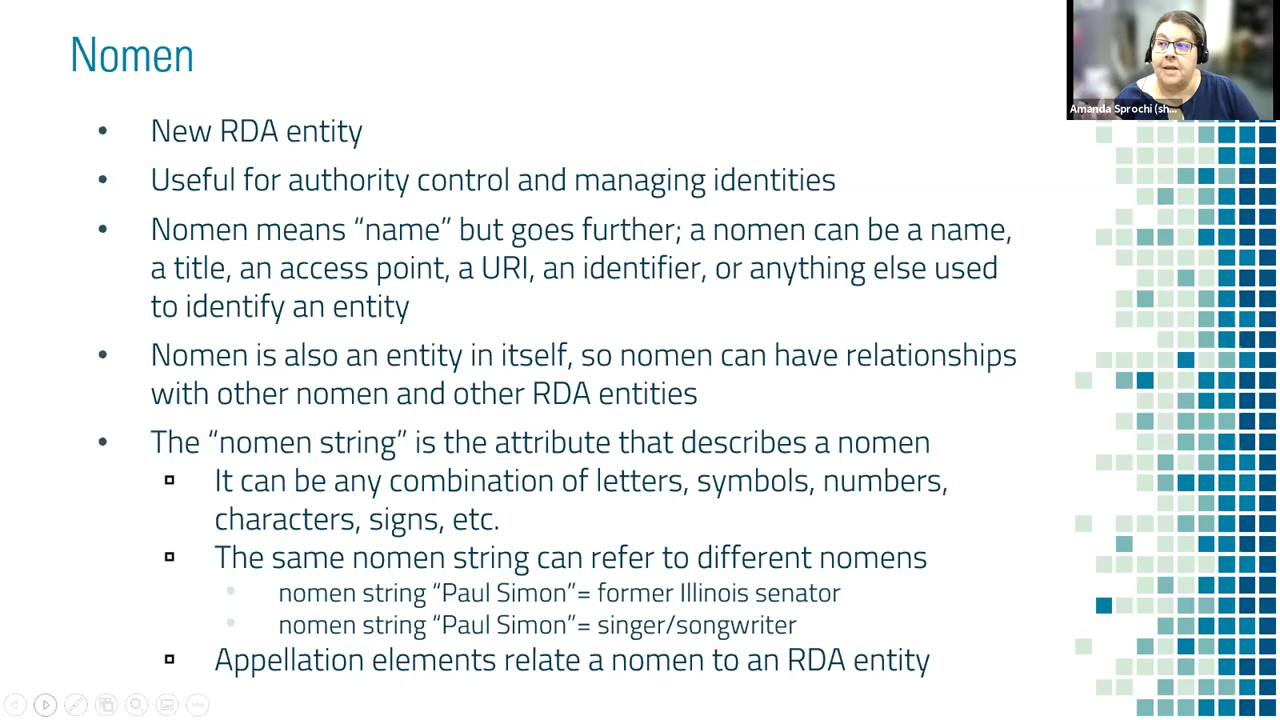 Nomen
Amanda Sprochi (sh...
• New RDA entity
• Useful for authority control and managing identities
• Nomen means “name” but goes further; a nomen can be a name,
a title, an access point, a URI, an identifier, or anything else used
to identify an entity
• Nomen is also an entity in itself, so nomen can have relationships
with other nomen and other RDA entities
• The “nomen string” is the attribute that describes a nomen
▫ It can be any combination of letters, symbols, numbers,
characters, signs, etc.
▫ The same nomen string can refer to different nomens
• nomen string “Paul Simon”= former Illinois senator
• nomen string “Paul Simon”= singer/songwriter
▫ Appellation elements relate a nomen to an RDA entity